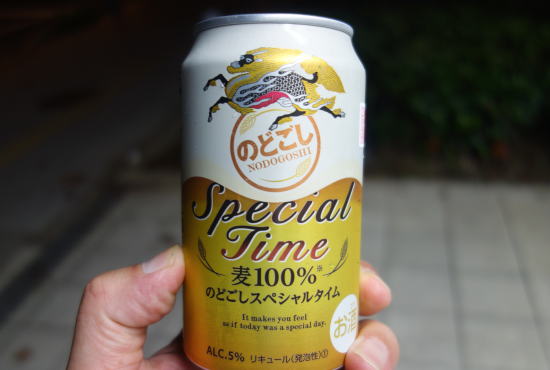 のどごし
NODOGOSHI
Special
Time
麦100%※
のどごしスペシャルタイム
It makes you feel
as if today was a special day.
お酒
ALC.5% リキュール(発泡性)①